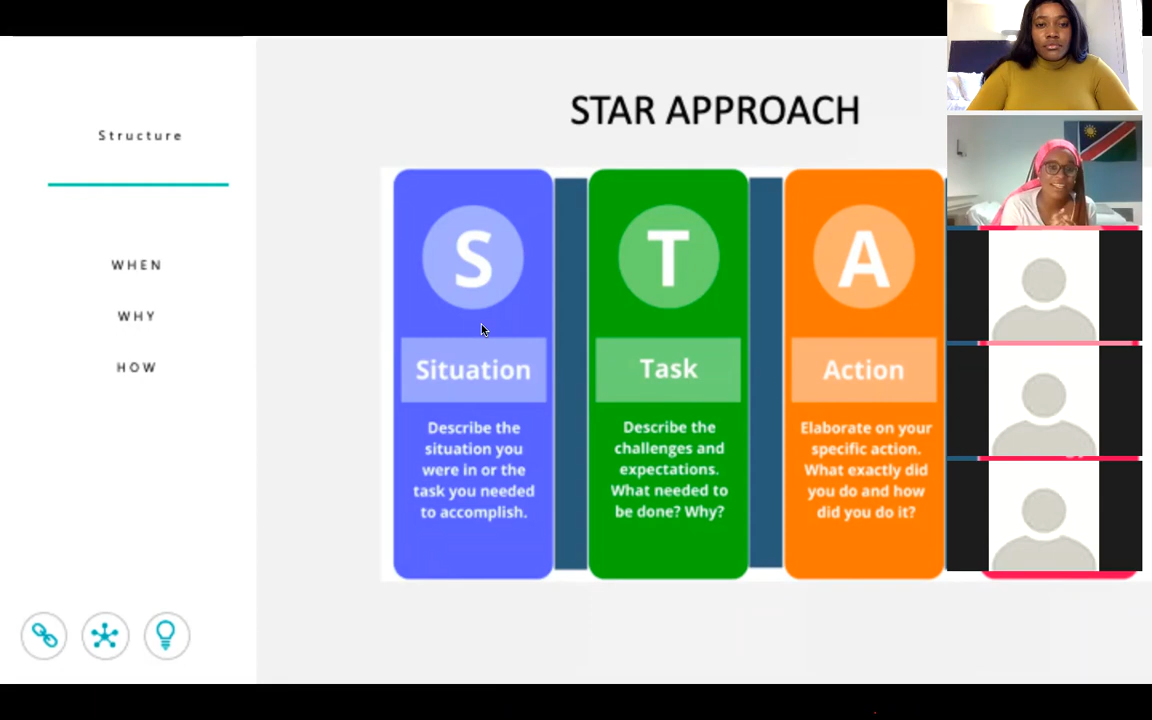 Structure
WHEN
WHY
HOW
STAR APPROACH
S
Situation
Describe the
situation you
were in or the
task you needed
to accomplish.
T
Task
Describe the
challenges and
expectations.
What needed to
be done? Why?
A
Action
Elaborate on your
specific action.
What exactly did
you do and how
did you do it?